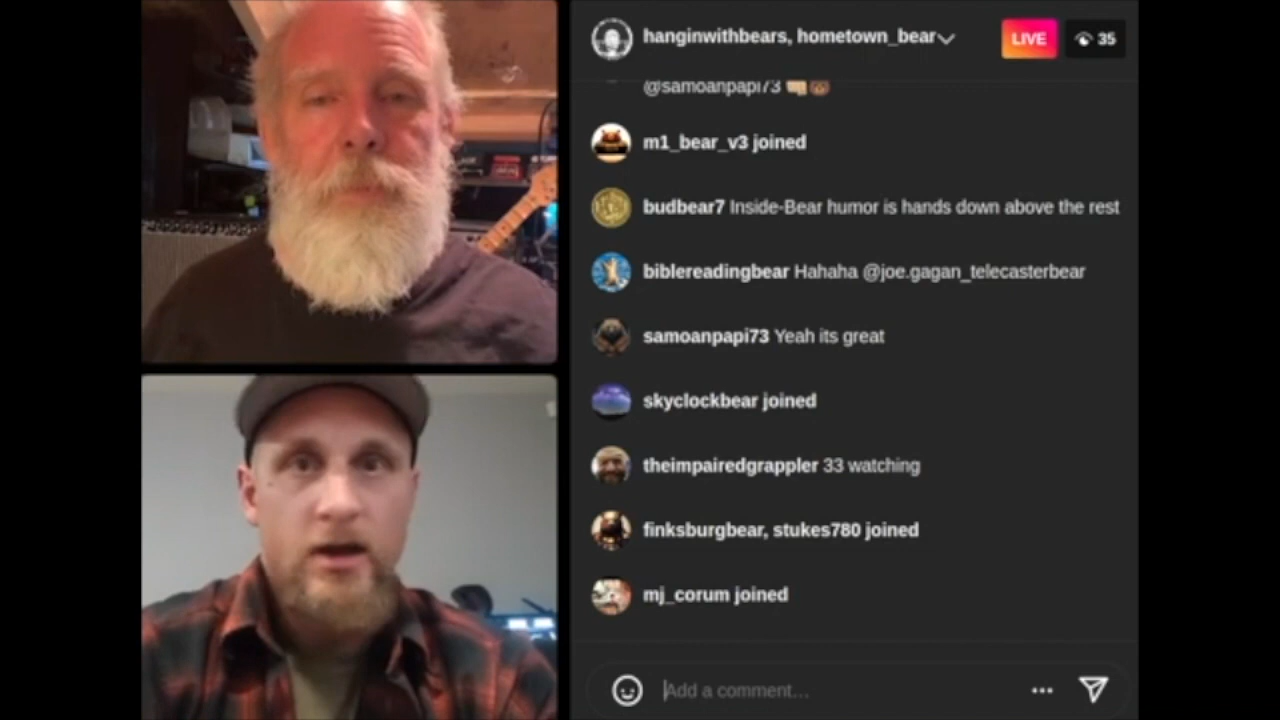 hanginwithbears, hometown_bear
LIVE
35
@samoanpapi73
m1_bear_v3 joined
budbear7 Inside-Bear humor is hands down above the rest
biblereadingbear Hahaha @joe.gagan_telecasterbear
samoanpapi73 Yeah its great
skyclockbear joined
theimpairedgrappler 33 watching
finksburgbear, stukes780 joined
mj_corum joined
Add a comment...